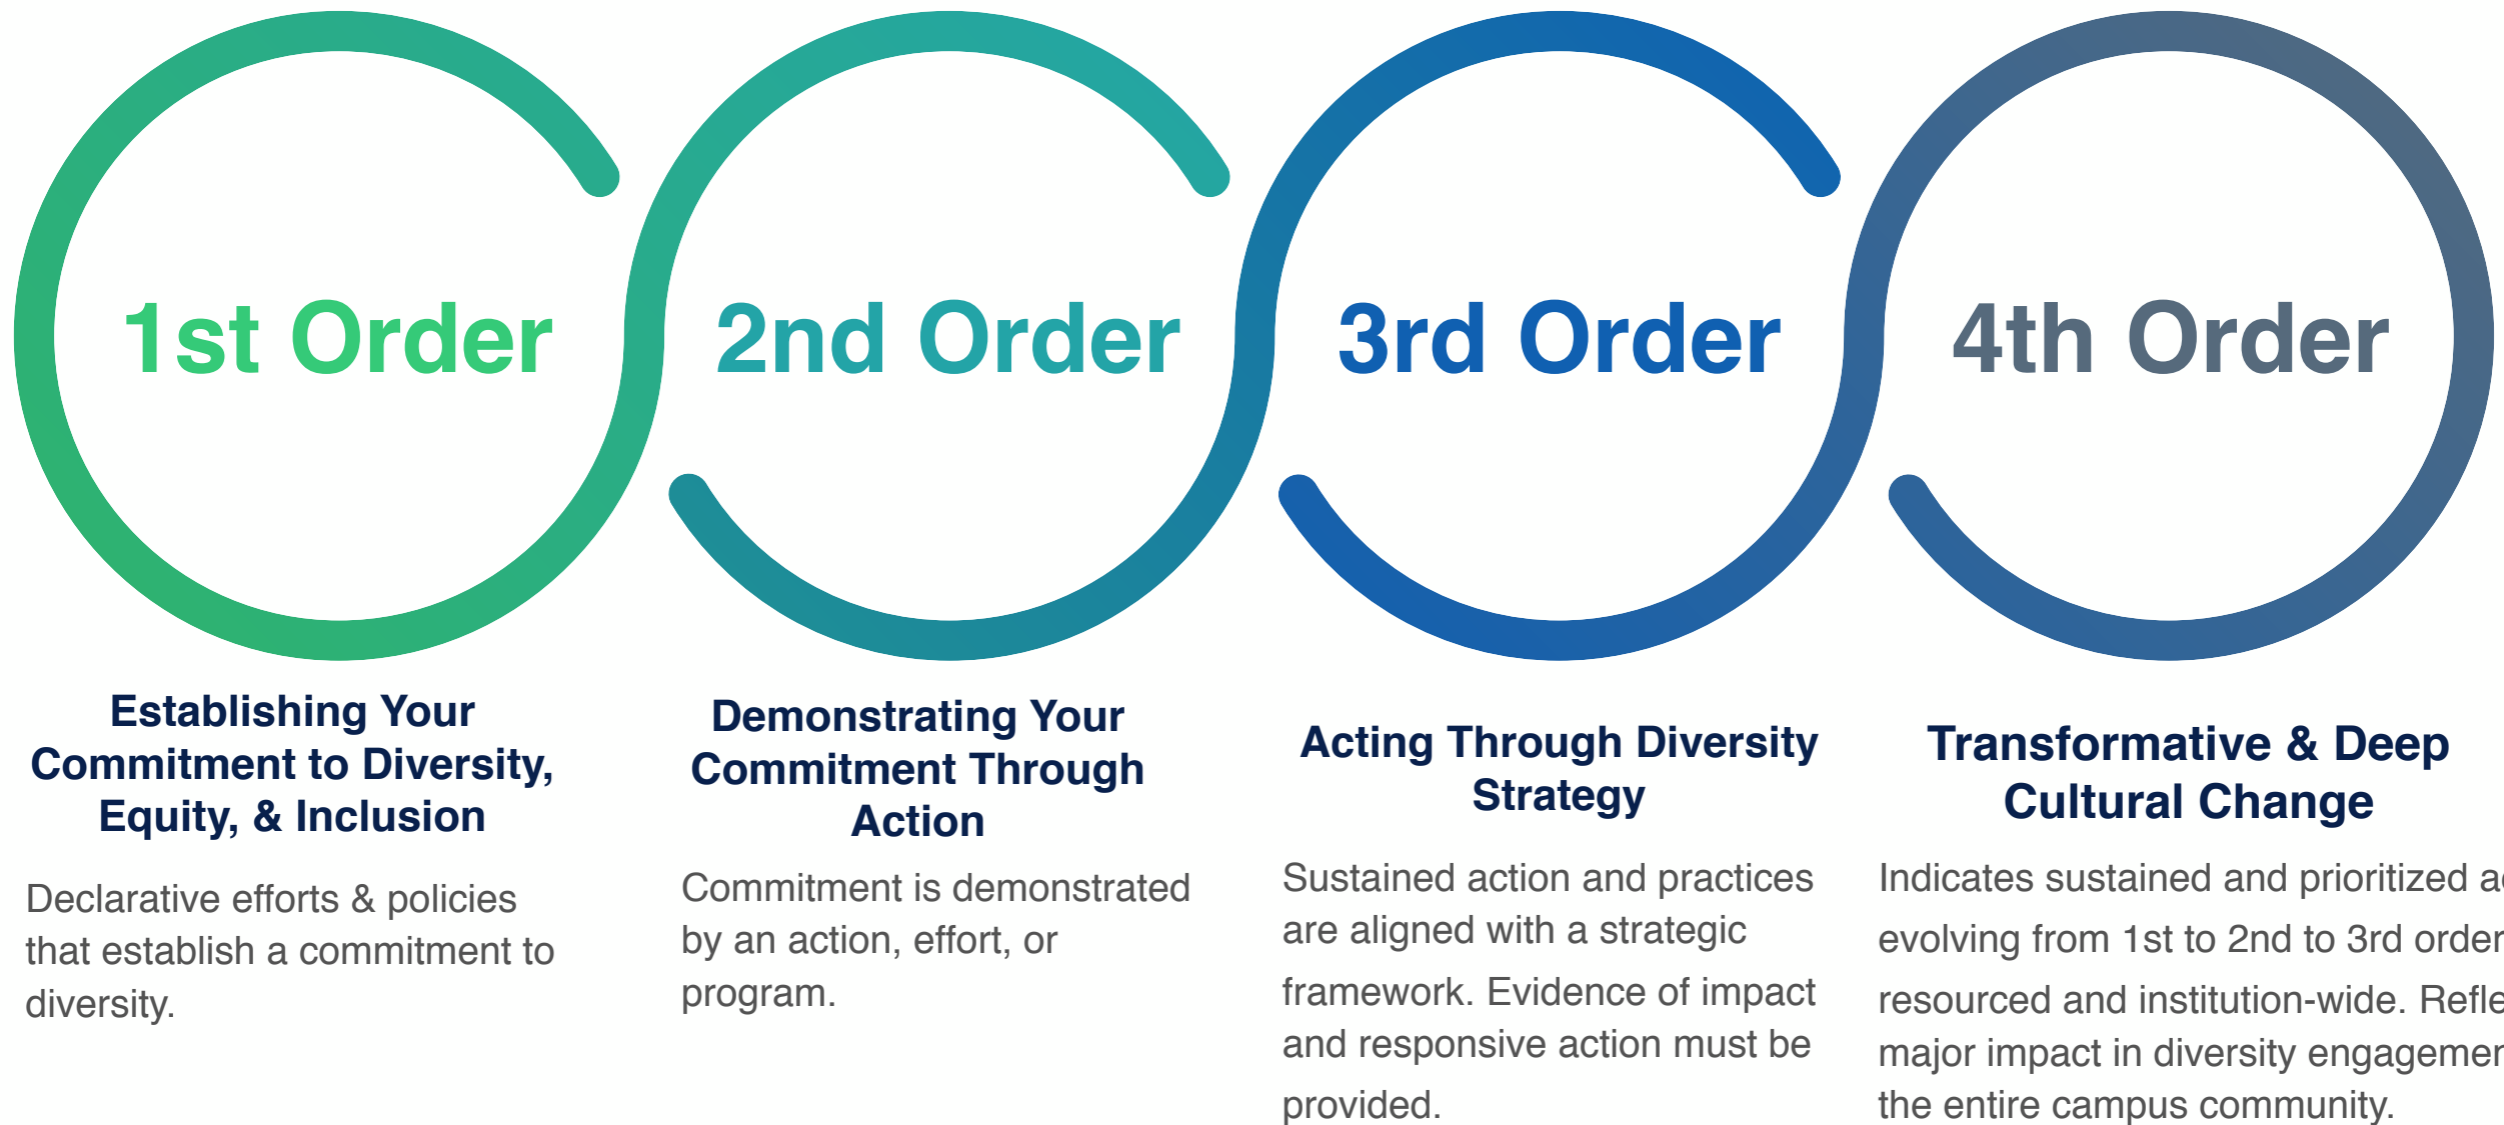 1st Order
Establishing Your
Commitment to Diversity,
Equity, & Inclusion
Declarative efforts & policies
that establish a commitment to
diversity.
2nd Order
Demonstrating Your
Commitment Through
Action
Commitment is demonstrated
by an action, effort, or
program.
3rd Order
Acting Through Diversity
Strategy
Sustained action and practices
are aligned with a strategic
framework. Evidence of impact
and responsive action must be
provided.
4th Order
Transformative & Deep
Cultural Change
Indicates sustained and prioritized
evolving from 1st to 2nd to 3rd order
resourced and institution-wide.
major impact in diversity
the entire campus community.